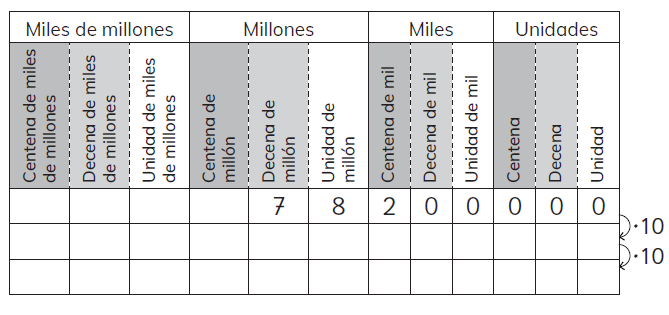 Miles de millones Millones Miles Unidades
Centena de miles
de millones
Decena de miles
de millones
Unidad de miles
de millones
Centena de
millón
Decena de
millón
Unidad de
millón
Centena de mil
Decena de mil
Unidad de mil
Centena
Decena
Unidad
7 8 2 0 0 0 0 0
·10
·10